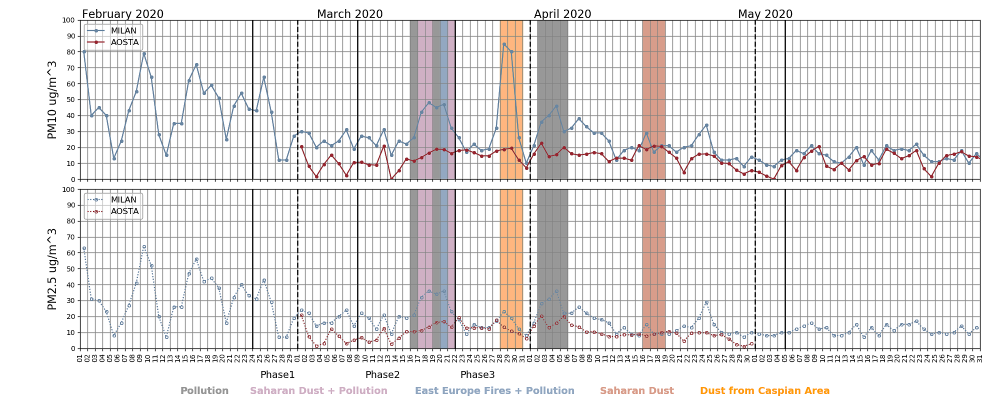 February 2020 March 2020 April 2020 May 2020
PM10 ug/m^3
100
90
80
70
60
50
40
30
20
10
0
MILAN
AOSTA
PM2.5 ug/m^3
100
90
80
70
60
50
40
30
20
10
0
MILAN
AOSTA
01 02 03 04 05 06 07 08 09 10 11 12 13 14 15 16 17 18 19 20 21 22 23 24 25 26 27 28 29 01 02 03 04 05 06 07 08 09 10 11 12 13 14 15 16 17 18 19 20 21 22 23 24 25 26 27 28 29 30 31 01 02 03 04 05 06 07 08 09 10 11 12 13 14 15 16 17 18 19 20 21 22 23 24 25 26 27 28 29 30 01 02 03 04 05 06 07 08 09 10 11 12 13 14 15 16 17 18 19 20 21 22 23 24 25 26 27 28 29 30 31
Phase1 Phase2 Phase3
Pollution Saharan Dust + Pollution East Europe Fires + Pollution Saharan Dust Dust from Caspian Area